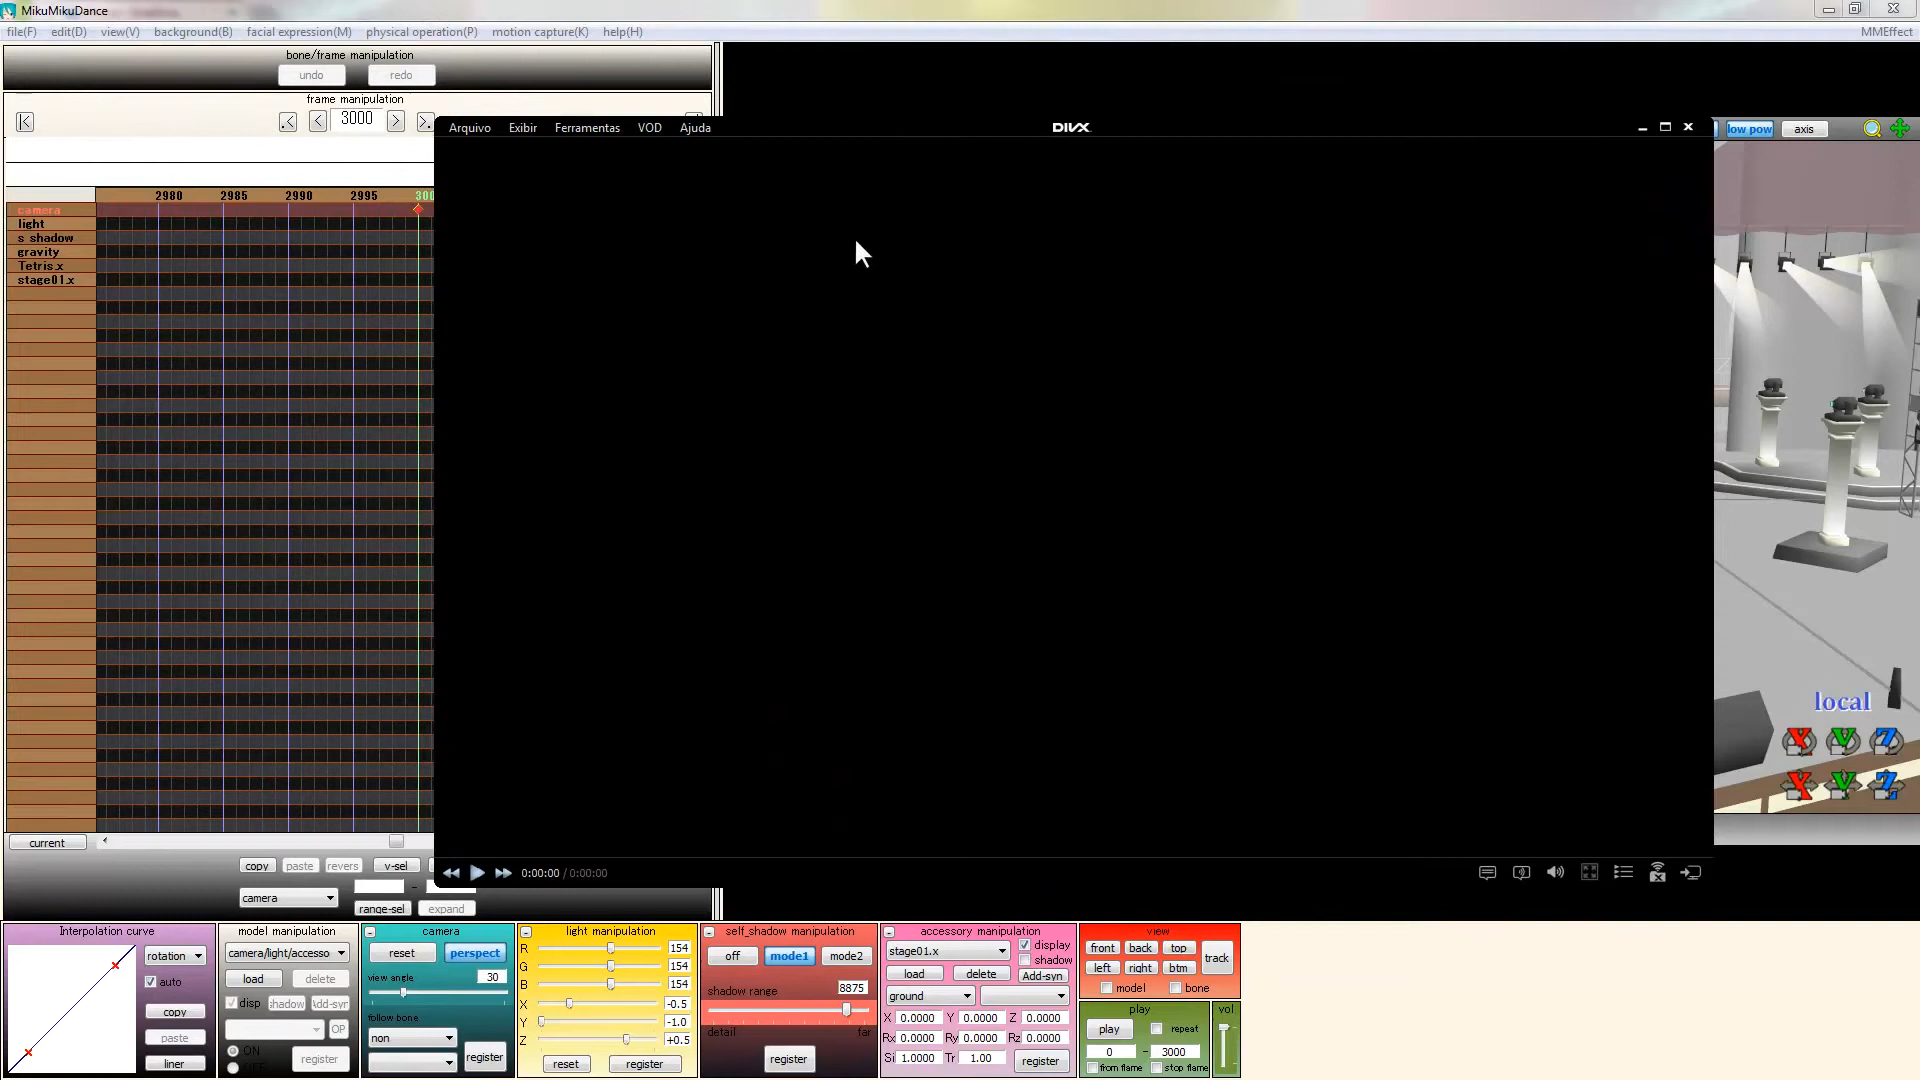 MikuMikuDance
file(F) edit(D) view(V) background(B) facial expression(M) physical operation(P) motion capture(K) help(H) MMEffect
bone/frame manipulation
undo redo
frame manipulation
3000
Arquivo Exibir Ferramentas VOD Ajuda DIVX
low pow axis
2980 2985 2990 2995 300
camera
light
s shadow
gravity
Tetris.x
stage01.x
local
X Y Z
X Y Z
current
copy paste revers v-sel
0:00:00 / 0:00:00
camera
range-sel expand
Interpolation curve
rotation
auto
copy
paste
liner
model manipulation
camera/light/accesso
load delete
disp shadow Add-syn
OP
ON
register
camera
reset perspect
view angle 30
follow bone
non
register
light manipulation
R 154
G 154
B 154
X -0.5
Y -1.0
Z +0.5
reset register
self_shadow manipulation
off mode1 mode2
shadow range 8875
detail far
register
accessory manipulation
stage01.x display
shadow
load delete Add-syn
ground
X 0.0000 Y 0.0000 Z 0.0000
Rx 0.0000 Ry 0.0000 Rz 0.0000
Si 1.0000 Tr 1.00 register
view
front back top
left right btm
track
model bone
play
play repeat
0 - 3000
from flame stop flame
vol